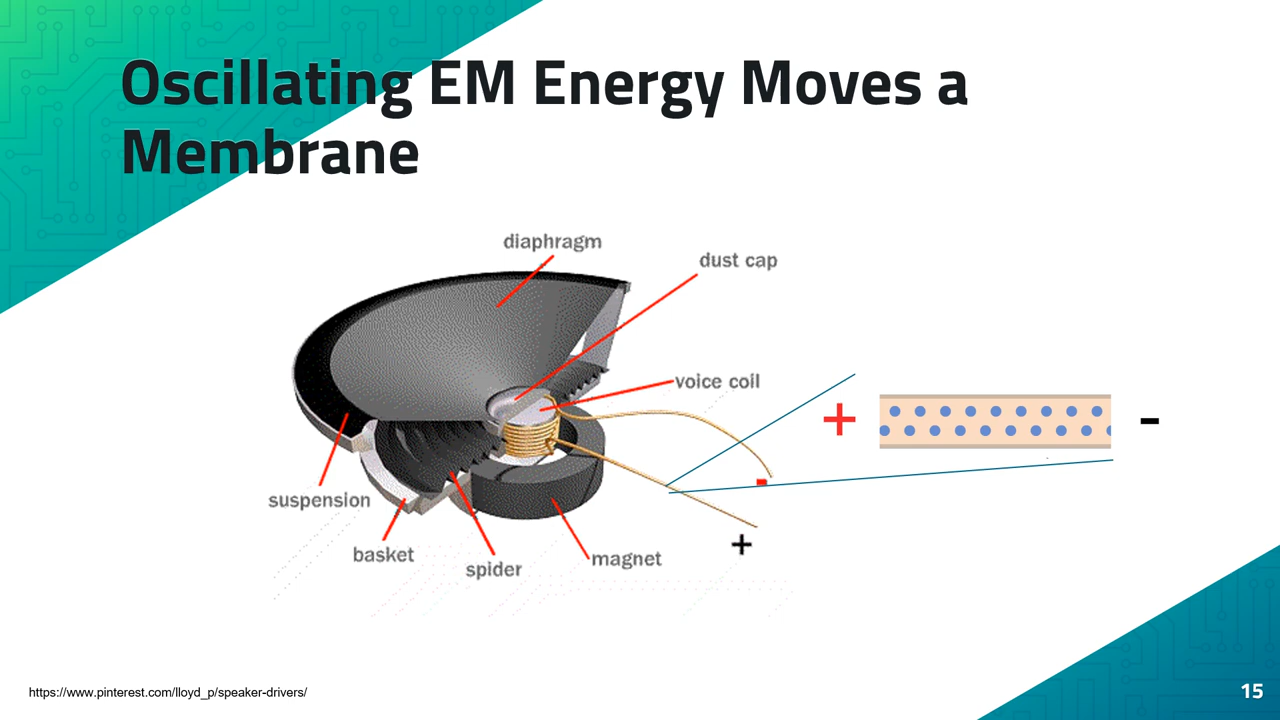 Oscillating EM Energy Moves a
Membrane
diaphragm
dust cap
voice coil
+
-
-
suspension
+
basket
spider
magnet
https://www.pinterest.com/lloyd_p/speaker-drivers/
15